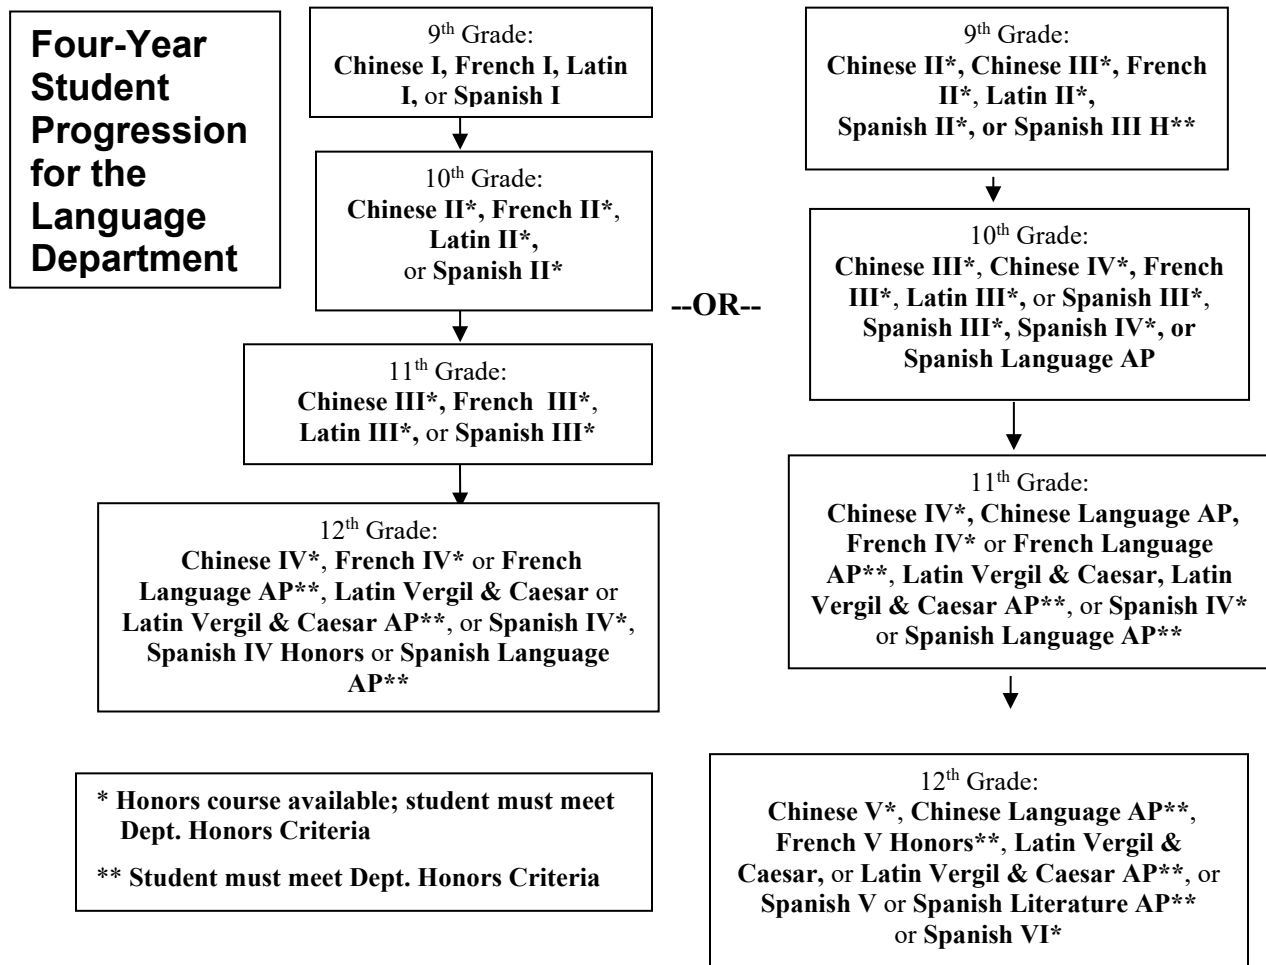 Four-Year
Student
Progression
for the
Language
Department
9th Grade:
Chinese I, French I, Latin
I, or Spanish I
10th Grade:
Chinese II*, French II*,
Latin II*,
or Spanish II*
11th Grade:
Chinese III*, French III*,
Latin III*, or Spanish III*
12th Grade:
Chinese IV*, French IV* or French
Language AP**, Latin Vergil & Caesar or
Latin Vergil & Caesar AP**, or Spanish IV*,
Spanish IV Honors or Spanish Language
AP**
--OR--
9th Grade:
Chinese II*, Chinese III*, French
II*, Latin II*,
Spanish II*, or Spanish III H**
10th Grade:
Chinese III*, Chinese IV*, French
III*, Latin III*, or Spanish III*,
Spanish III*, Spanish IV*, or
Spanish Language AP
11th Grade:
Chinese IV*, Chinese Language AP,
French IV* or French Language
AP**, Latin Vergil & Caesar, Latin
Vergil & Caesar AP**, or Spanish IV*
or Spanish Language AP**
12th Grade:
Chinese V*, Chinese Language AP**,
French V Honors**, Latin Vergil &
Caesar, or Latin Vergil & Caesar AP**, or
Spanish V or Spanish Literature AP**
or Spanish VI*
* Honors course available; student must meet
Dept. Honors Criteria
** Student must meet Dept. Honors Criteria